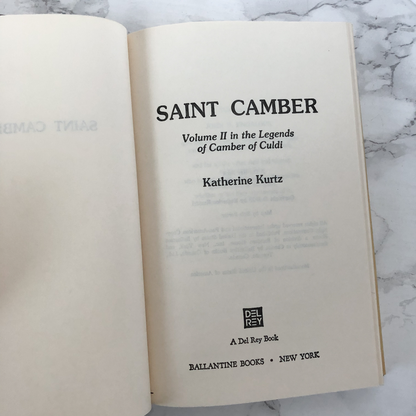 SAINT CAMBER
Volume II in the Legends
of Camber of Culdi
Katherine Kurtz
DEL
REY
A Del Rey Book
BALLANTINE BOOKS • NEW YORK